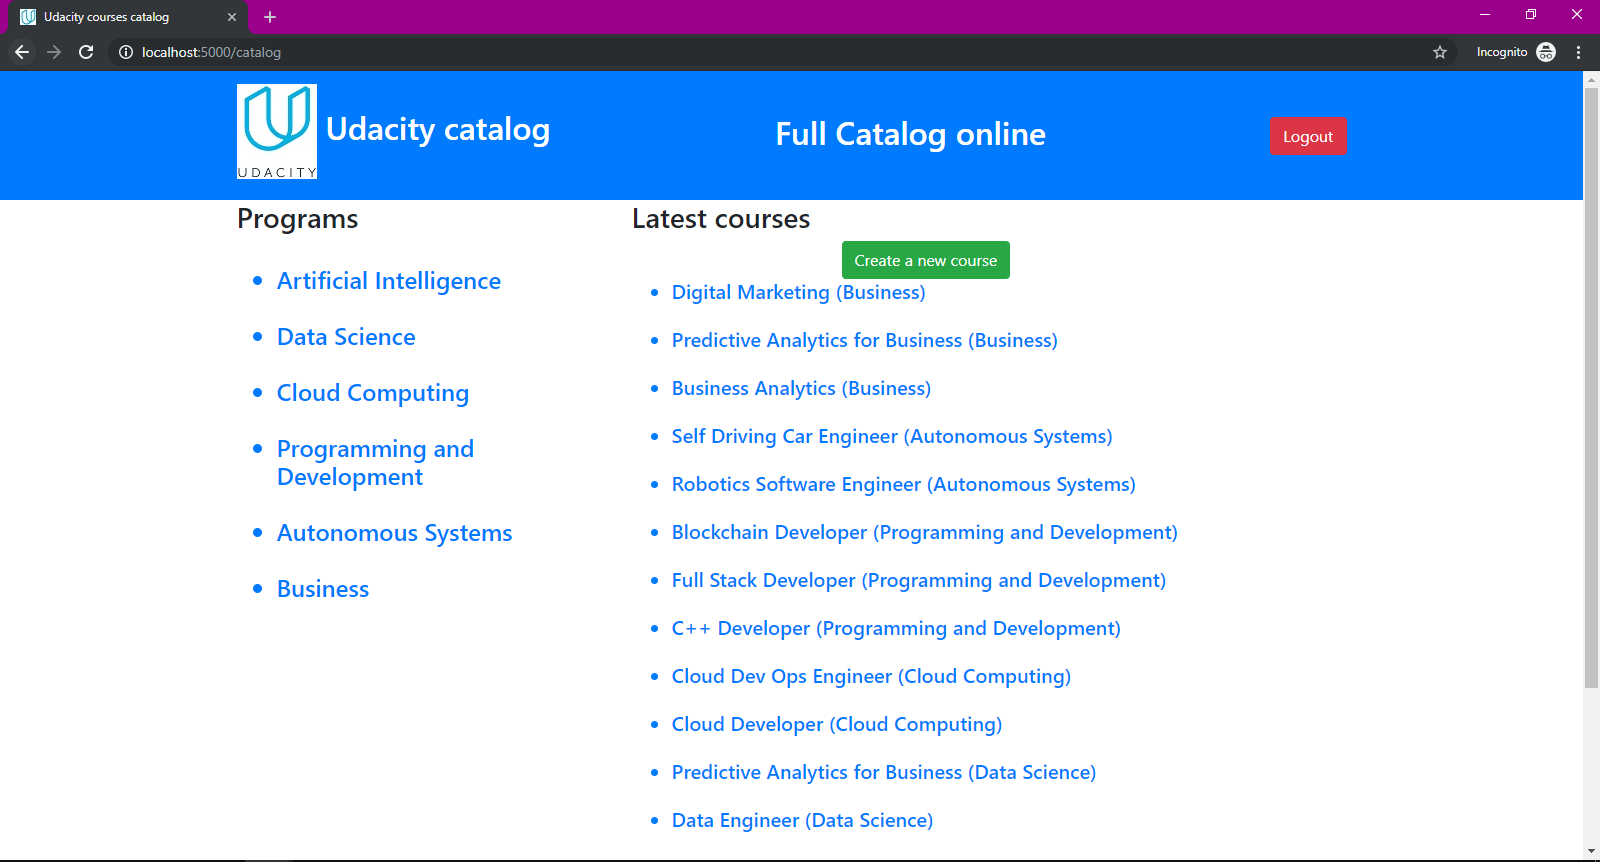 Udacity courses catalog
localhost:5000/catalog
Incognito
UDACITY
Udacity catalog
Full Catalog online
Logout
Programs
Artificial Intelligence
Data Science
Cloud Computing
Programming and
Development
Autonomous Systems
Business
Latest courses
Create a new course
Digital Marketing (Business)
Predictive Analytics for Business (Business)
Business Analytics (Business)
Self Driving Car Engineer (Autonomous Systems)
Robotics Software Engineer (Autonomous Systems)
Blockchain Developer (Programming and Development)
Full Stack Developer (Programming and Development)
C++ Developer (Programming and Development)
Cloud Dev Ops Engineer (Cloud Computing)
Cloud Developer (Cloud Computing)
Predictive Analytics for Business (Data Science)
Data Engineer (Data Science)